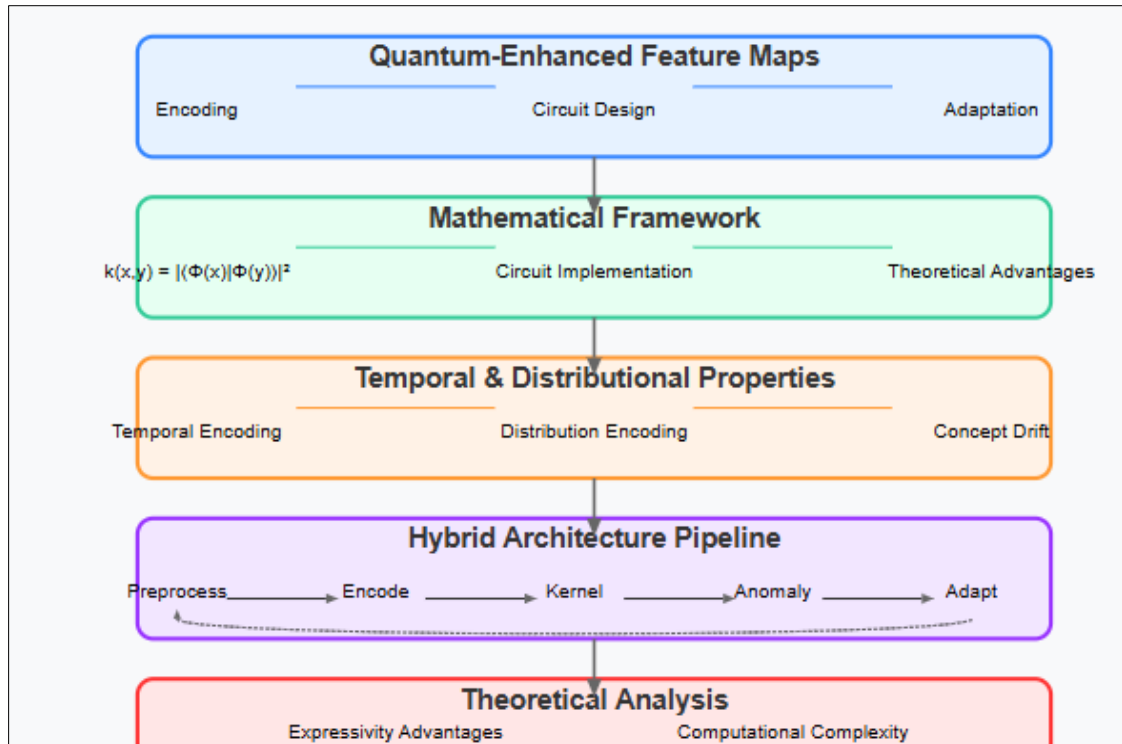 Quantum-Enhanced Feature Maps
Encoding Circuit Design Adaptation
Mathematical Framework
k(x,y) = |⟨Φ(x)|Φ(y)⟩|² Circuit Implementation Theoretical Advantages
Temporal & Distributional Properties
Temporal Encoding Distribution Encoding Concept Drift
Hybrid Architecture Pipeline
Preprocess Encode Kernel Anomaly Adapt
Theoretical Analysis
Expressivity Advantages Computational Complexity